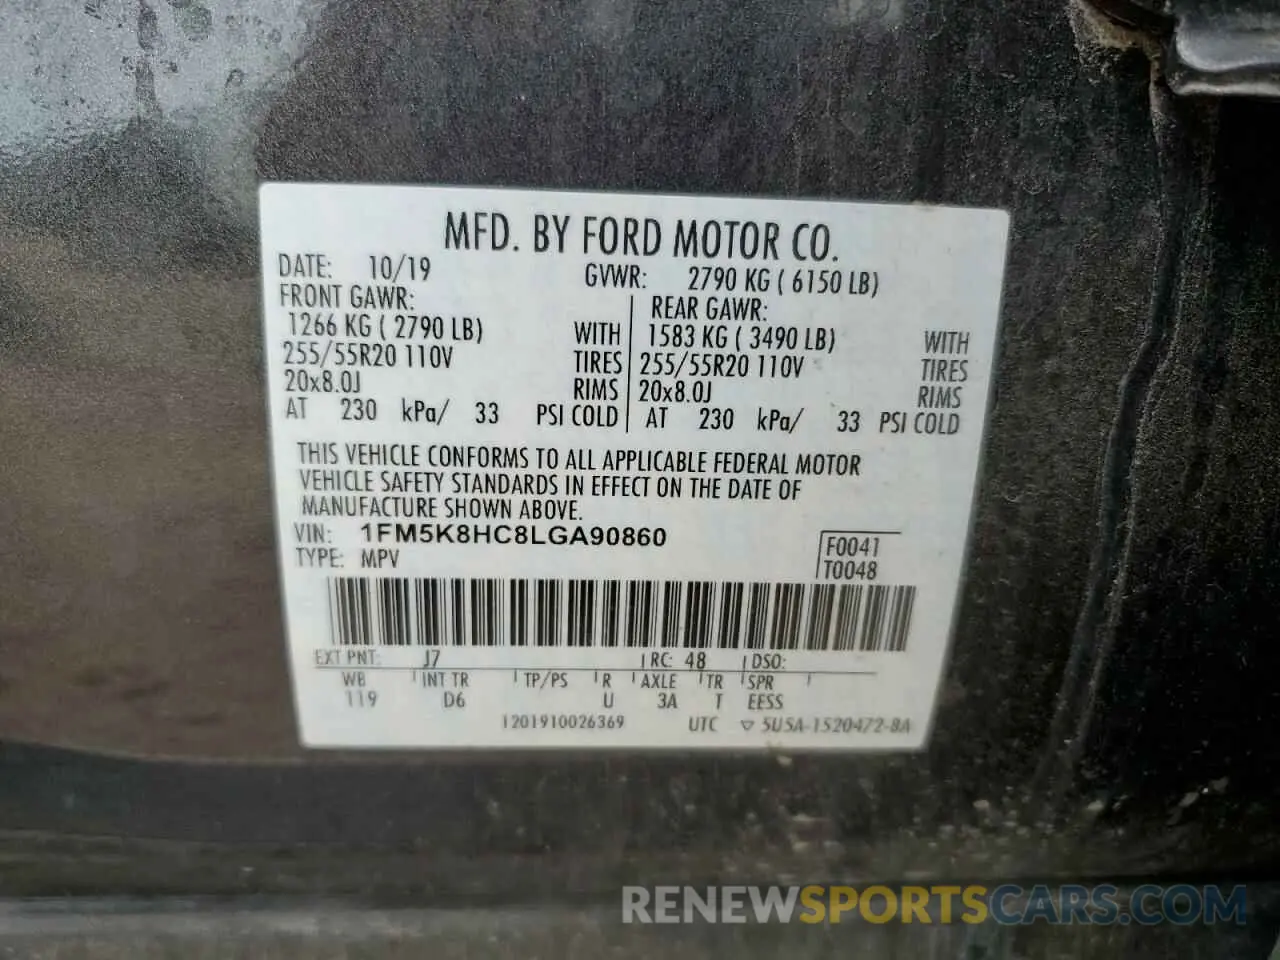 MFD. BY FORD MOTOR CO.
DATE: 10/19 GVWR: 2790 KG ( 6150 LB)
FRONT GAWR: REAR GAWR:
1266 KG ( 2790 LB) WITH 1583 KG ( 3490 LB) WITH
255/55R20 110V TIRES 255/55R20 110V TIRES
20x8.0J RIMS 20x8.0J RIMS
AT 230 kPa/ 33 PSI COLD AT 230 kPa/ 33 PSI COLD
THIS VEHICLE CONFORMS TO ALL APPLICABLE FEDERAL MOTOR
VEHICLE SAFETY STANDARDS IN EFFECT ON THE DATE OF
MANUFACTURE SHOWN ABOVE.
VIN: 1FM5K8HC8LGA90860 F0041
TYPE: MPV T0048
EXT PNT: J7 RC: 48 DSO:
WB INT TR TP/PS R AXLE TR SPR
119 D6 U 3A T EESS
1201910026369 UTC ▽ 5U5A-1520472-8A
RENEWSPORTSCARS.COM